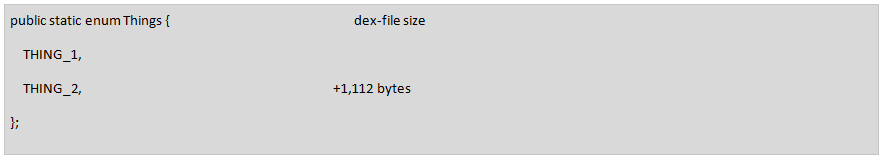 public static enum Things { dex-file size
THING_1,
THING_2, +1,112 bytes
};